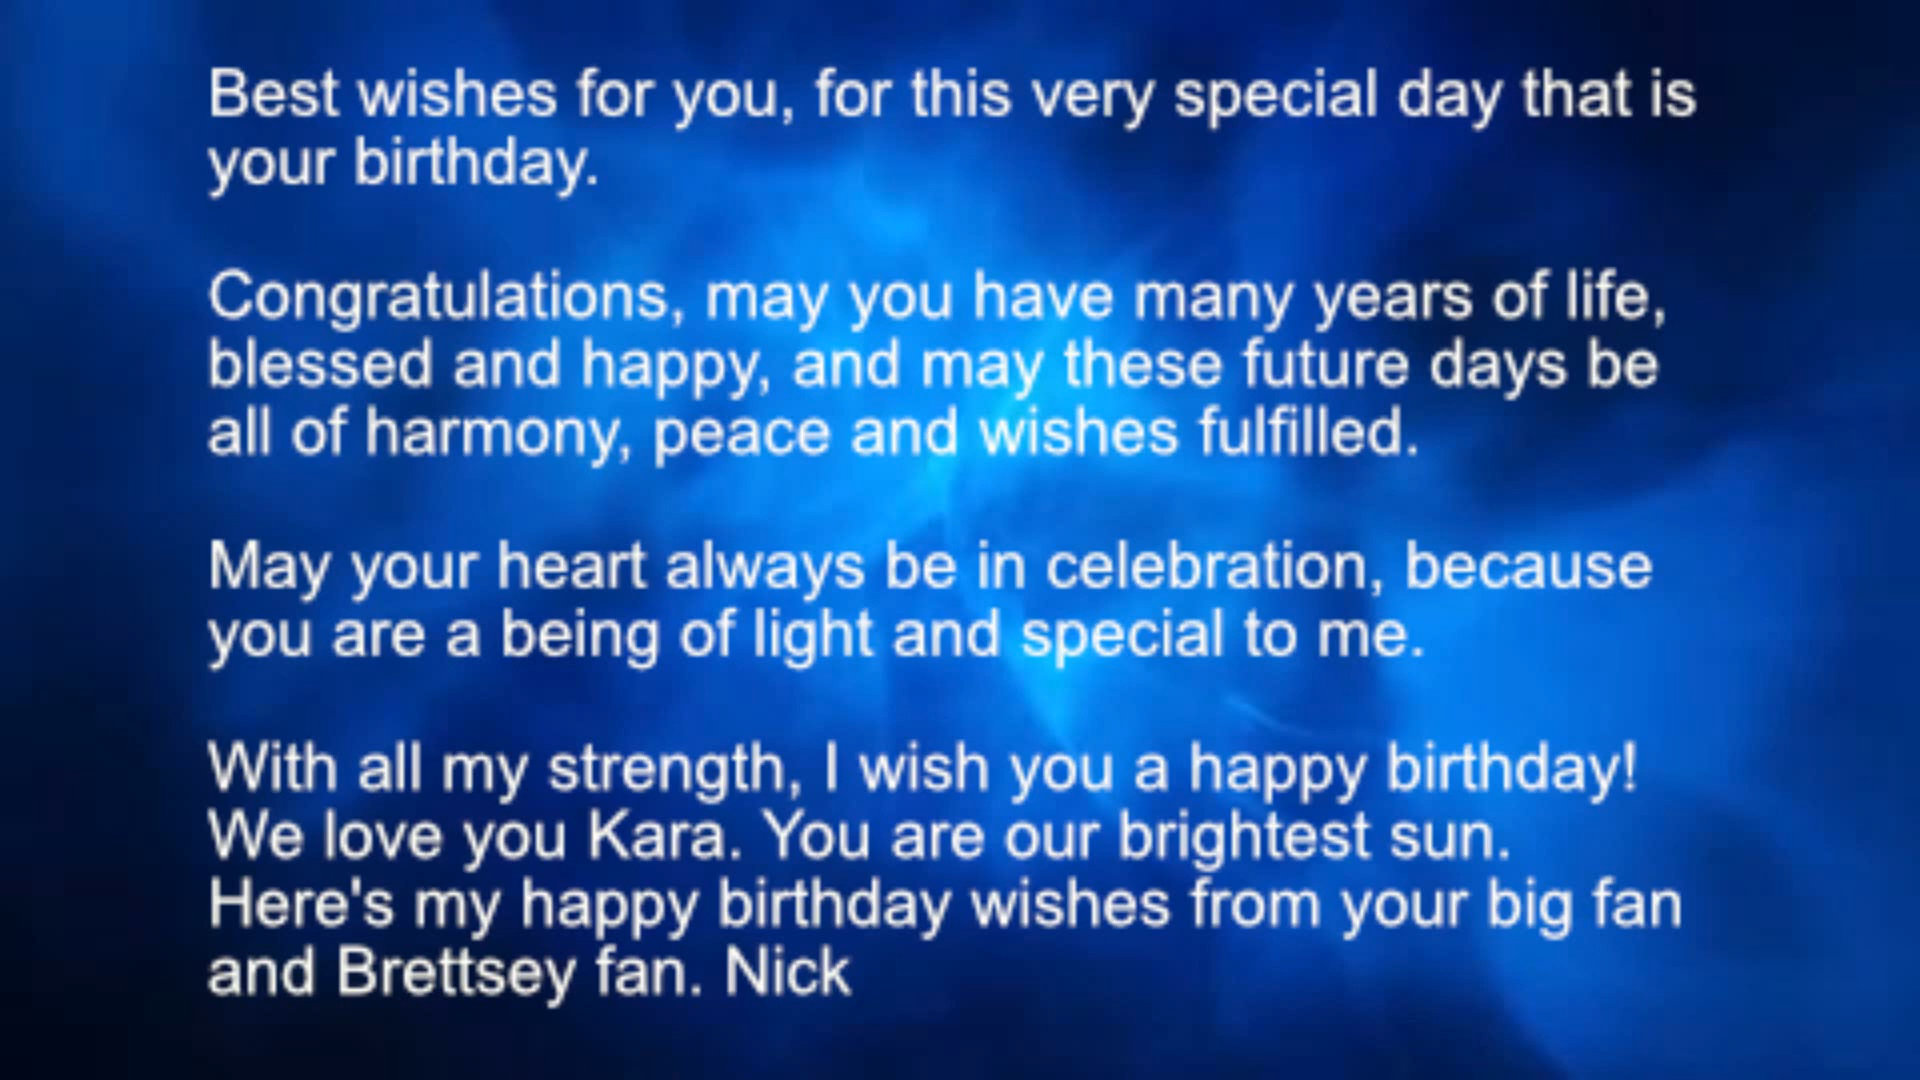 Best wishes for you, for this very special day that is
your birthday.
Congratulations, may you have many years of life,
blessed and happy, and may these future days be
all of harmony, peace and wishes fulfilled.
May your heart always be in celebration, because
you are a being of light and special to me.
With all my strength, I wish you a happy birthday!
We love you Kara. You are our brightest sun.
Here's my happy birthday wishes from your big fan
and Brettsey fan. Nick